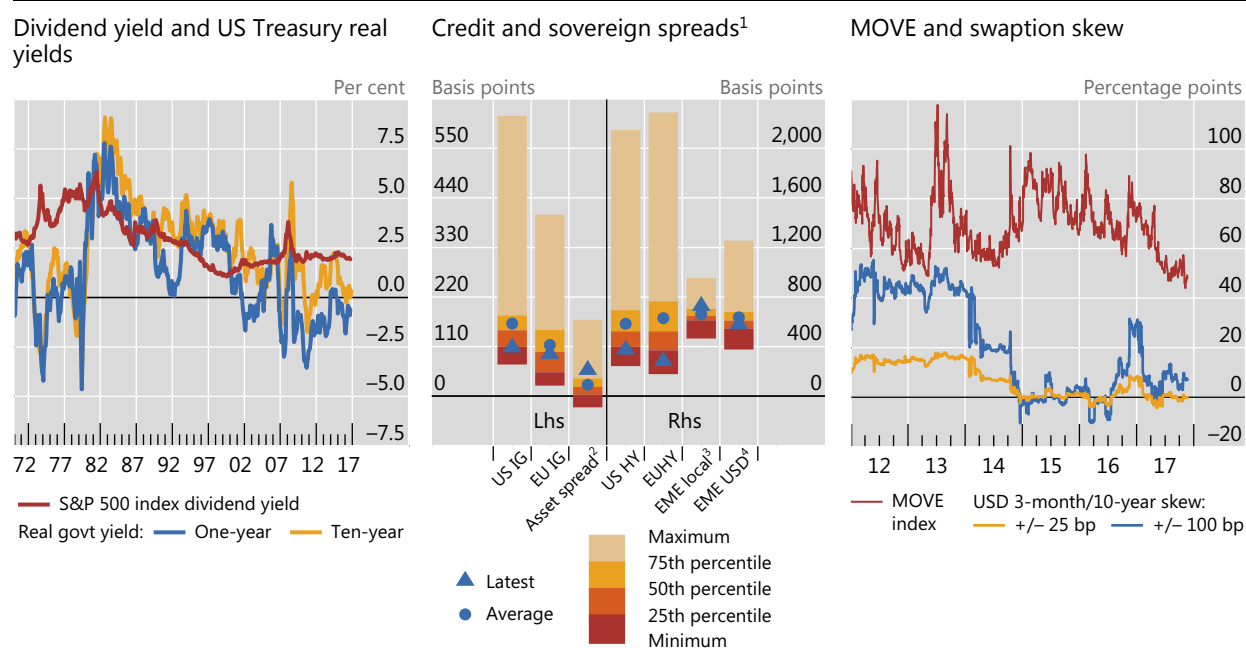 Dividend yield and US Treasury real
yields
Per cent
7.5
5.0
2.5
0.0
–2.5
–5.0
–7.5
72 77 82 87 92 97 02 07 12 17
S&P 500 index dividend yield
Real govt yield: One-year Ten-year
Credit and sovereign spreads1
Basis points Basis points
550 2,000
440 1,600
330 1,200
220 800
110 400
0 0
Lhs Rhs
US IG
EU IG
Asset spread2
US HY
EUHY
EME local3
EME USD4
Latest
Average
Maximum
75th percentile
50th percentile
25th percentile
Minimum
MOVE and swaption skew
Percentage points
100
80
60
40
20
0
–20
12 13 14 15 16 17
MOVE
index
USD 3-month/10-year skew:
+/– 25 bp +/– 100 bp